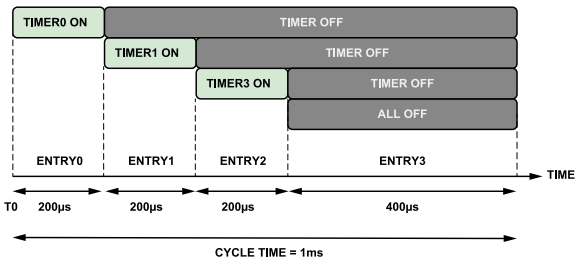 TIMER0 ON TIMER OFF
TIMER1 ON TIMER OFF
TIMER3 ON TIMER OFF
ALL OFF
ENTRY0 ENTRY1 ENTRY2 ENTRY3
TIME
T0 200µs 200µs 200µs 400µs
CYCLE TIME = 1ms